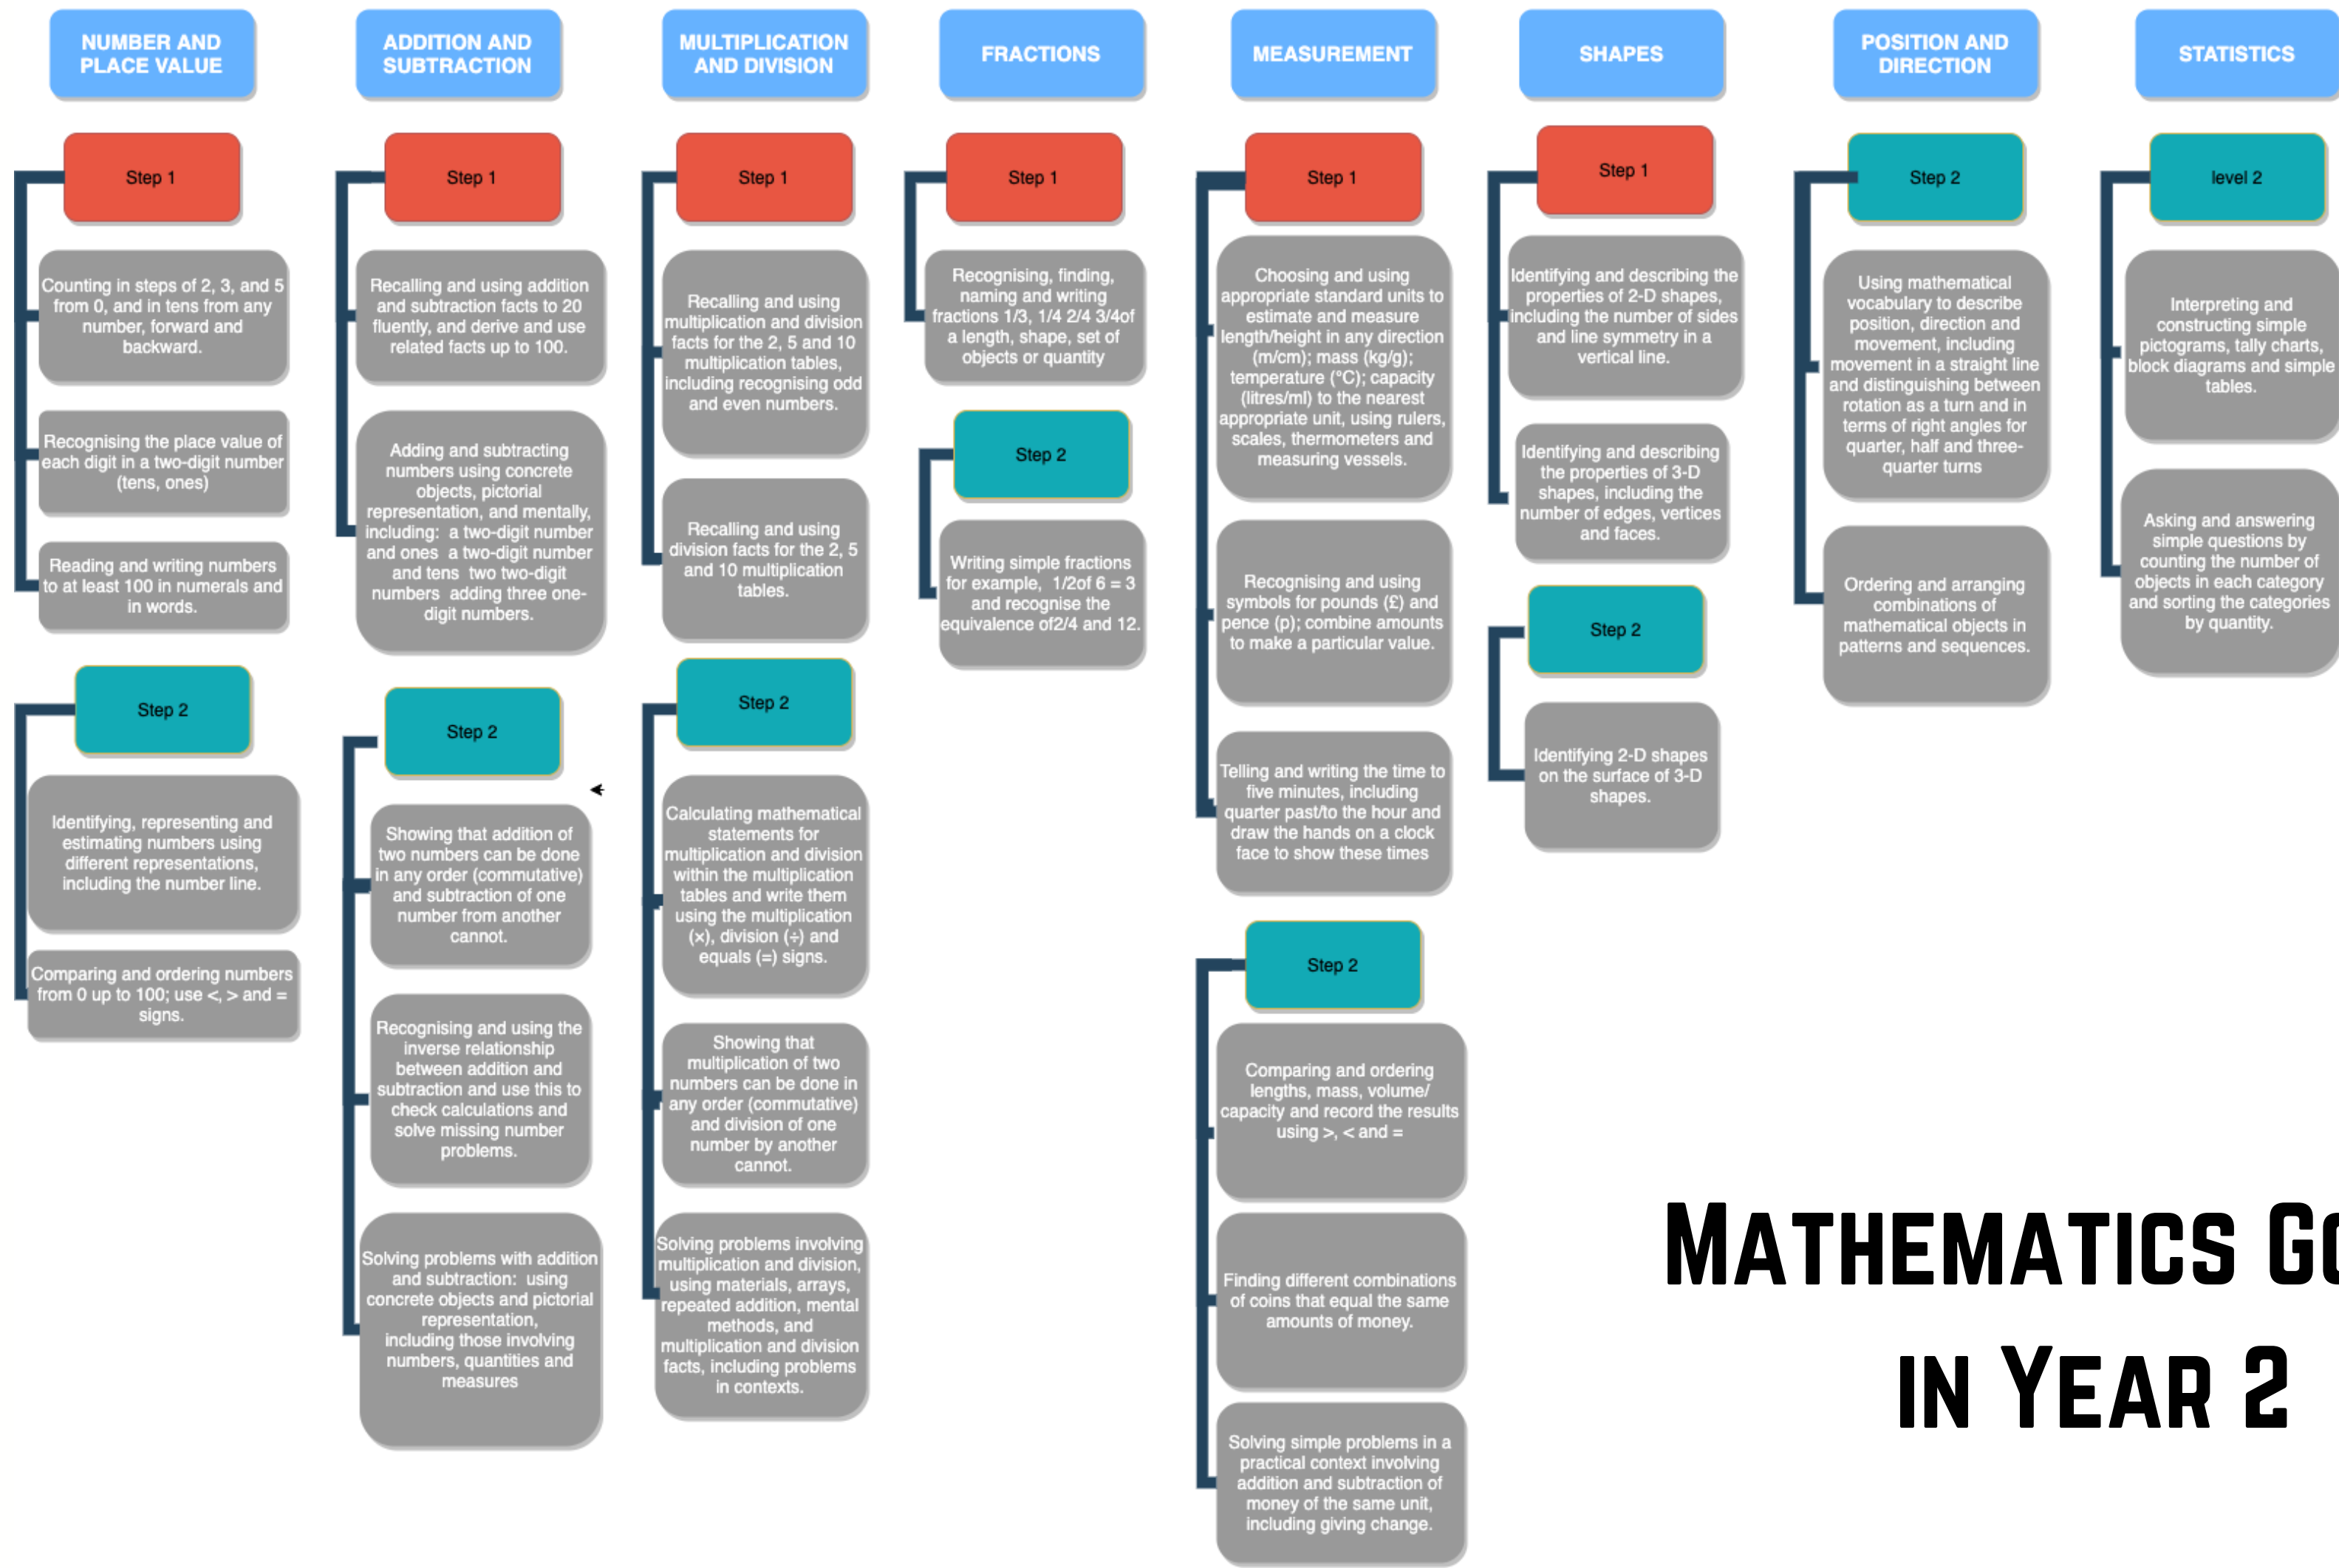 NUMBER AND
PLACE VALUE
Step 1
Counting in steps of 2, 3, and 5
from 0, and in tens from any
number, forward and
backward.
Recognising the place value of
each digit in a two-digit number
(tens, ones)
Reading and writing numbers
to at least 100 in numerals and
in words.
Step 2
Identifying, representing and
estimating numbers using
different representations,
including the number line.
Comparing and ordering numbers
from 0 up to 100; use <, > and =
signs.
ADDITION AND
SUBTRACTION
Step 1
Recalling and using addition
and subtraction facts to 20
fluently, and derive and use
related facts up to 100.
Adding and subtracting
numbers using concrete
objects, pictorial
representation, and mentally,
including: a two-digit number
and ones a two-digit number
and tens two two-digit
numbers adding three one-
digit numbers.
Step 2
Showing that addition of
two numbers can be done
in any order (commutative)
and subtraction of one
number from another
cannot.
Recognising and using the
inverse relationship
between addition and
subtraction and use this to
check calculations and
solve missing number
problems.
Solving problems with addition
and subtraction: using
concrete objects and pictorial
representation,
including those involving
numbers, quantities and
measures
MULTIPLICATION
AND DIVISION
Step 1
Recalling and using
multiplication and division
facts for the 2, 5 and 10
multiplication tables,
including recognising odd
and even numbers.
Recalling and using
division facts for the 2, 5
and 10 multiplication
tables.
Step 2
Calculating mathematical
statements for
multiplication and division
within the multiplication
tables and write them
using the multiplication
(×), division (÷) and
equals (=) signs.
Showing that
multiplication of two
numbers can be done in
any order (commutative)
and division of one
number by another
cannot.
Solving problems involving
multiplication and division,
using materials, arrays,
repeated addition, mental
methods, and
multiplication and division
facts, including problems
in contexts.
FRACTIONS
Step 1
Recognising, finding,
naming and writing
fractions 1/3, 1/4 2/4 3/4of
a length, shape, set of
objects or quantity
Step 2
Writing simple fractions
for example, 1/2of 6 = 3
and recognise the
equivalence of2/4 and 12.
MEASUREMENT
Step 1
Choosing and using
appropriate standard units to
estimate and measure
length/height in any direction
(m/cm); mass (kg/g);
temperature (°C); capacity
(litres/ml) to the nearest
appropriate unit, using rulers,
scales, thermometers and
measuring vessels.
Recognising and using
symbols for pounds (£) and
pence (p); combine amounts
to make a particular value.
Telling and writing the time to
five minutes, including
quarter past/to the hour and
draw the hands on a clock
face to show these times
Step 2
Comparing and ordering
lengths, mass, volume/
capacity and record the results
using >, < and =
Finding different combinations
of coins that equal the same
amounts of money.
Solving simple problems in a
practical context involving
addition and subtraction of
money of the same unit,
including giving change.
SHAPES
Step 1
Identifying and describing the
properties of 2-D shapes,
including the number of sides
and line symmetry in a
vertical line.
Identifying and describing
the properties of 3-D
shapes, including the
number of edges, vertices
and faces.
Step 2
Identifying 2-D shapes
on the surface of 3-D
shapes.
POSITION AND
DIRECTION
Step 2
Using mathematical
vocabulary to describe
position, direction and
movement, including
movement in a straight line
and distinguishing between
rotation as a turn and in
terms of right angles for
quarter, half and three-
quarter turns
Ordering and arranging
combinations of
mathematical objects in
patterns and sequences.
STATISTICS
level 2
Interpreting and
constructing simple
pictograms, tally charts,
block diagrams and simple
tables.
Asking and answering
simple questions by
counting the number of
objects in each category
and sorting the categories
by quantity.
MATHEMATICS
IN YEAR 2